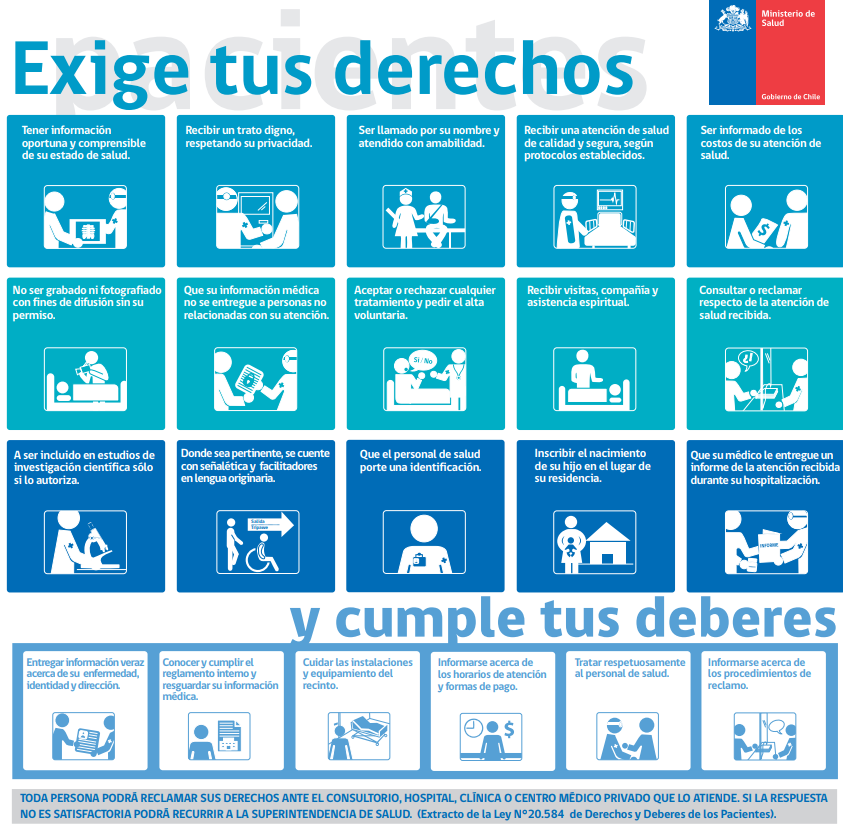 pacientes
Exige tus derechos
Ministerio de
Salud
Gobierno de Chile
Tener información
oportuna y comprensible
de su estado de salud.
Recibir un trato digno,
respetando su privacidad.
Ser llamado por su nombre y
atendido con amabilidad.
Recibir una atención de salud
de calidad y segura, según
protocolos establecidos.
Ser informado de los
costos de su atención de
salud.
$
No ser grabado ni fotografiado
con fines de difusión sin su
permiso.
Que su información médica
no se entregue a personas no
relacionadas con su atención.
Aceptar o rechazar cualquier
tratamiento y pedir el alta
voluntaria.
Si / No
Recibir visitas, compañía y
asistencia espiritual.
Consultar o reclamar
respecto de la atención de
salud recibida.
¿!
A ser incluido en estudios de
investigación científica sólo
si lo autoriza.
Donde sea pertinente, se cuente
con señalética y facilitadores
en lengua originaria.
Salida
Tripawe
Que el personal de salud
porte una identificación.
Inscribir el nacimiento
de su hijo en el lugar de
su residencia.
Que su médico le entregue un
informe de la atención recibida
durante su hospitalización.
INFORME
y cumple tus deberes
Entregar información veraz
acerca de su enfermedad,
identidad y dirección.
Conocer y cumplir el
reglamento interno y
resguardar su información
médica.
Cuidar las instalaciones
y equipamiento del
recinto.
Informarse acerca de
los horarios de atención
y formas de pago.
$
Tratar respetuosamente
al personal de salud.
Informarse acerca de
los procedimientos de
reclamo.
TODA PERSONA PODRÁ RECLAMAR SUS DERECHOS ANTE EL CONSULTORIO, HOSPITAL, CLÍNICA O CENTRO MÉDICO PRIVADO QUE LO ATIENDE. SI LA RESPUESTA
NO ES SATISFACTORIA PODRÁ RECURRIR A LA SUPERINTENDENCIA DE SALUD. (Extracto de la Ley N°20.584 de Derechos y Deberes de los Pacientes).